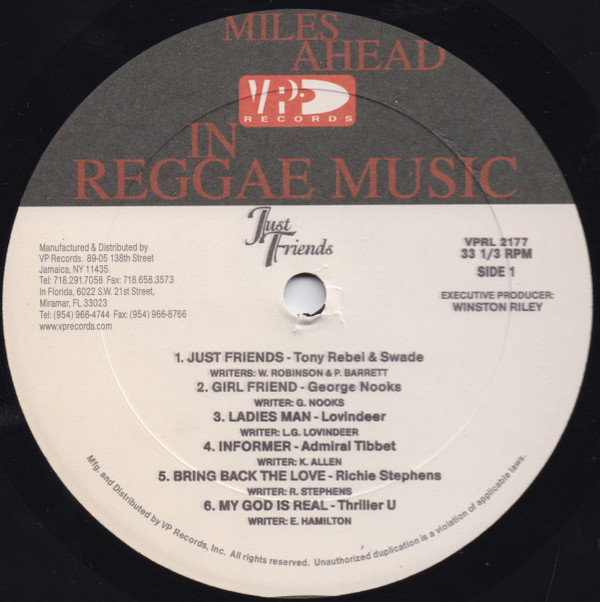 MILES
AHEAD
VP
RECORDS
IN
REGGAE MUSIC
Just
Friends
Manufactured & Distributed by
VP Records. 89-05 138th Street
Jamaica, NY 11435.
Tel: 718.291.7058 Fax: 718.658.3573
In Florida, 6022 S.W. 21st Street,
Miramar, FL 33023
Tel: (954) 966-4744 Fax: (954) 966-8766
www.vprecords.com
VPRL 2177
33 1/3 RPM
SIDE 1
EXECUTIVE PRODUCER:
WINSTON RILEY
1. JUST FRIENDS - Tony Rebel & Swade
WRITERS: W. ROBINSON & P. BARRETT
2. GIRL FRIEND - George Nooks
WRITER: G. NOOKS
3. LADIES MAN - Lovindeer
WRITER: L.G. LOVINDEER
4. INFORMER - Admiral Tibbet
WRITER: K. ALLEN
5. BRING BACK THE LOVE - Richie Stephens
WRITER: R. STEPHENS
6. MY GOD IS REAL - Thriller U
WRITER: E. HAMILTON
Mfg. and Distributed by VP Records, Inc. All rights reserved. Unauthorized duplication is a violation of applicable laws.